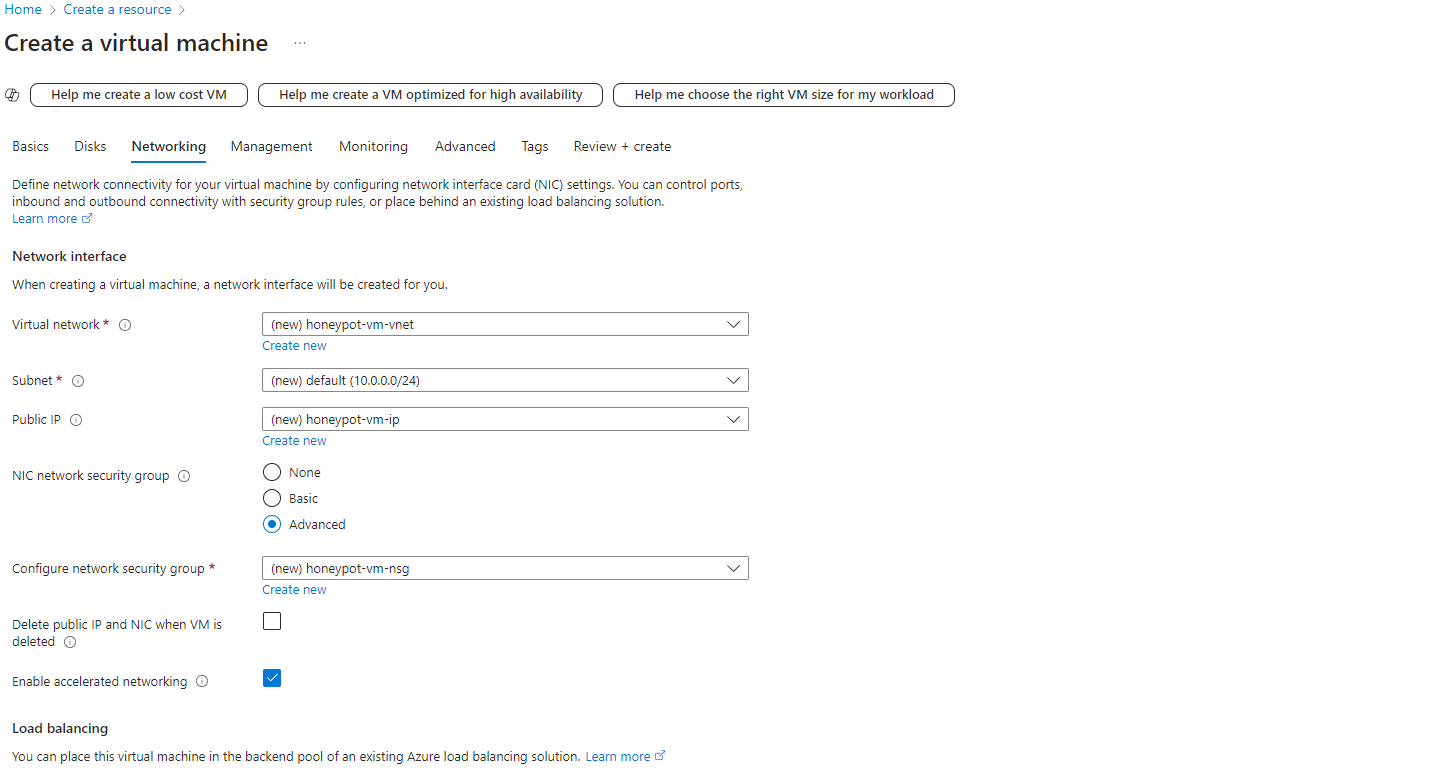 Home > Create a resource >
Create a virtual machine ...
Help me create a low cost VM Help me create a VM optimized for high availability Help me choose the right VM size for my workload
Basics Disks Networking Management Monitoring Advanced Tags Review + create
Define network connectivity for your virtual machine by configuring network interface card (NIC) settings. You can control ports,
inbound and outbound connectivity with security group rules, or place behind an existing load balancing solution.
Learn more
Network interface
When creating a virtual machine, a network interface will be created for you.
Virtual network * (new) honeypot-vm-vnet
Create new
Subnet * (new) default (10.0.0.0/24)
Public IP (new) honeypot-vm-ip
Create new
NIC network security group None
Basic
Advanced
Configure network security group * (new) honeypot-vm-nsg
Create new
Delete public IP and NIC when VM is
deleted
Enable accelerated networking
Load balancing
You can place this virtual machine in the backend pool of an existing Azure load balancing solution. Learn more